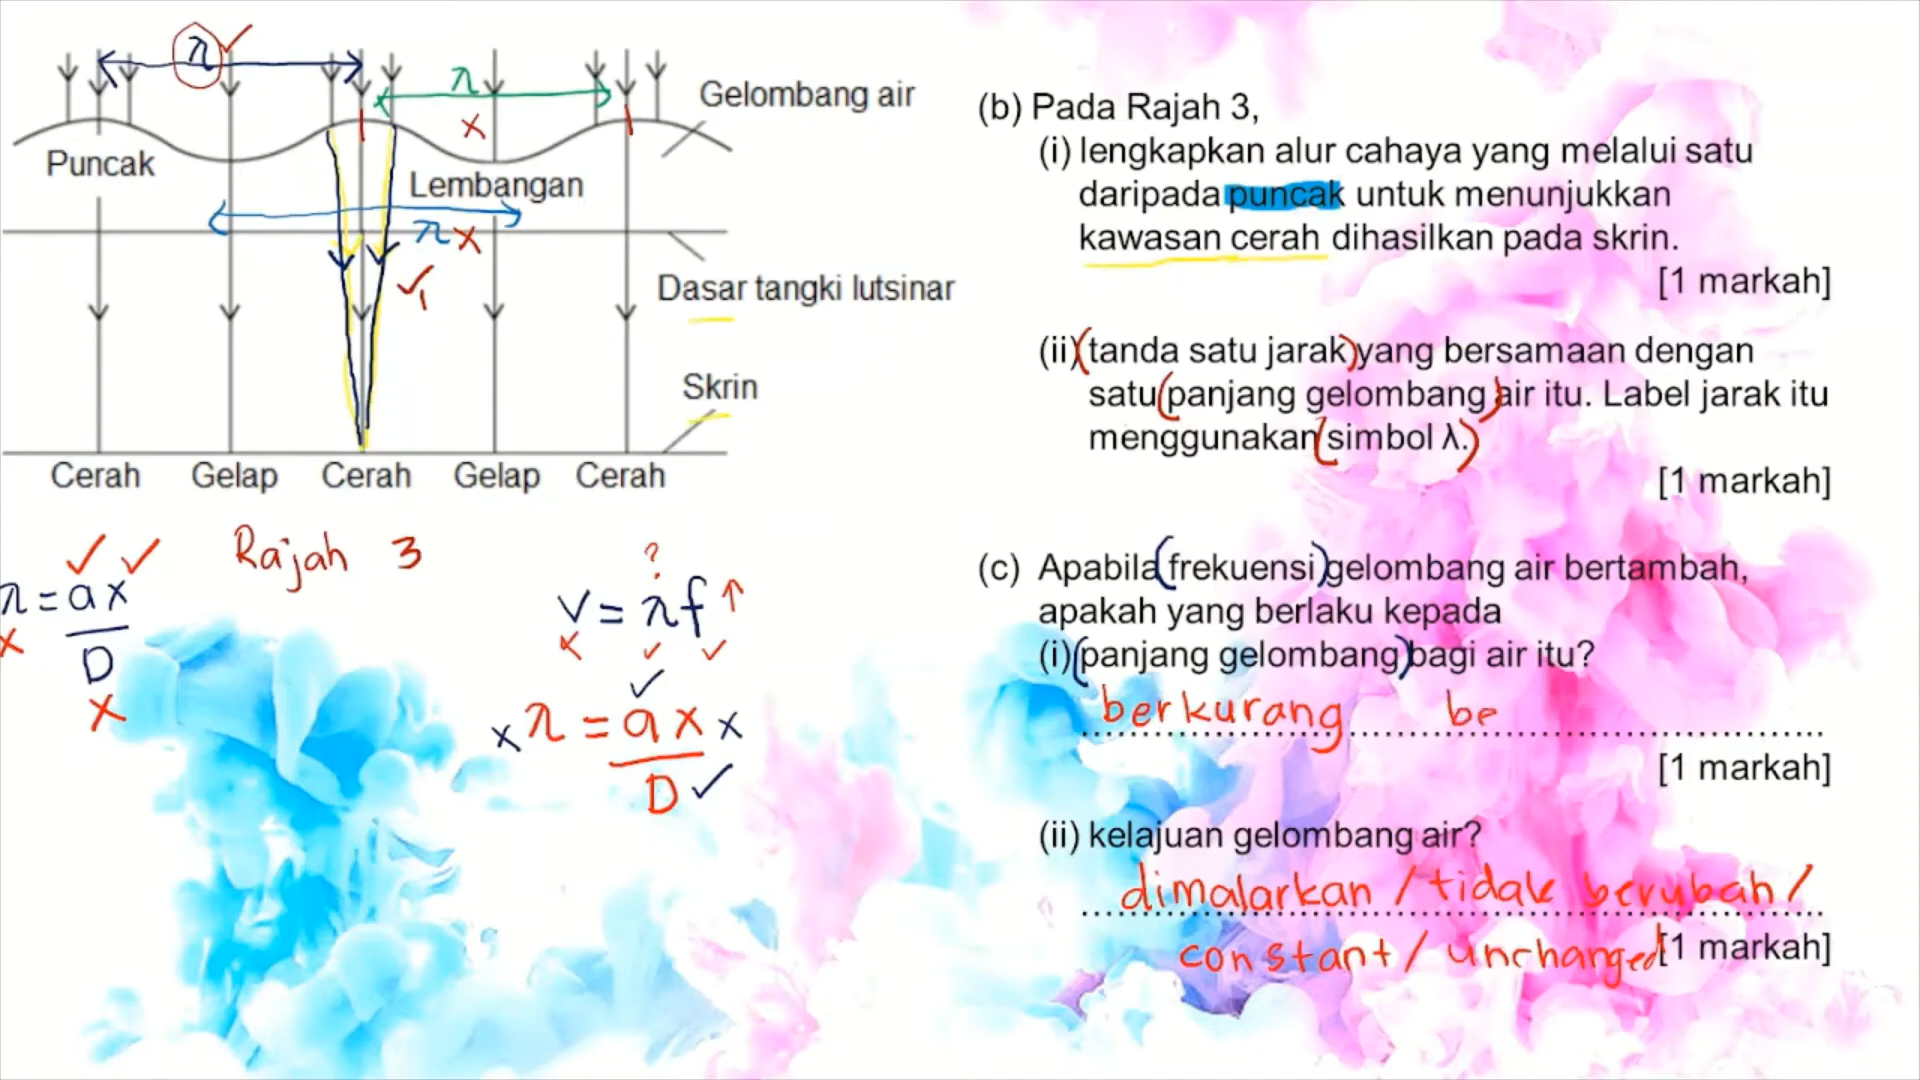 λ ✓
λ
x
Gelombang air
Puncak
Lembangan
λ x
✓1
Dasar tangki lutsinar
Skrin
Cerah Gelap Cerah Gelap Cerah
Rajah 3
✓ ✓
λ = ax
D
x
x
?
v = λf ↑
x ✓ ✓
✓
x λ = ax x
D ✓
(b) Pada Rajah 3,
(i) lengkapkan alur cahaya yang melalui satu
daripada puncak untuk menunjukkan
kawasan cerah dihasilkan pada skrin.
[1 markah]
(ii) (tanda satu jarak) yang bersamaan dengan
satu (panjang gelombang) air itu. Label jarak itu
menggunakan (simbol λ.)
[1 markah]
(c) Apabila (frekuensi) gelombang air bertambah,
apakah yang berlaku kepada
(i) (panjang gelombang) bagi air itu?
berkurang be
[1 markah]
(ii) kelajuan gelombang air?
dimalarkan / tidak berubah /
constant / unchanged [1 markah]